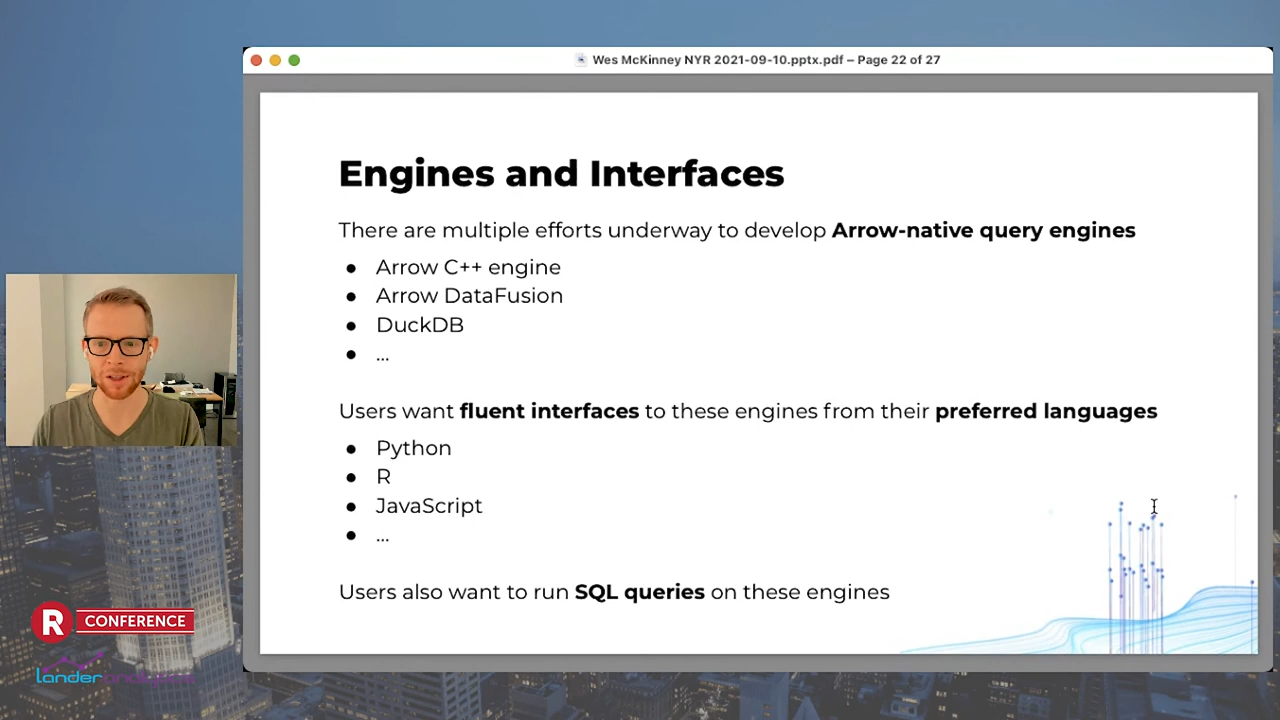 Wes McKinney NYR 2021-09-10.pptx.pdf – Page 22 of 27
Engines and Interfaces
There are multiple efforts underway to develop Arrow-native query engines
● Arrow C++ engine
● Arrow DataFusion
● DuckDB
● ...
Users want fluent interfaces to these engines from their preferred languages
● Python
● R
● JavaScript
● ...
Users also want to run SQL queries on these engines
R CONFERENCE
landeranalytics